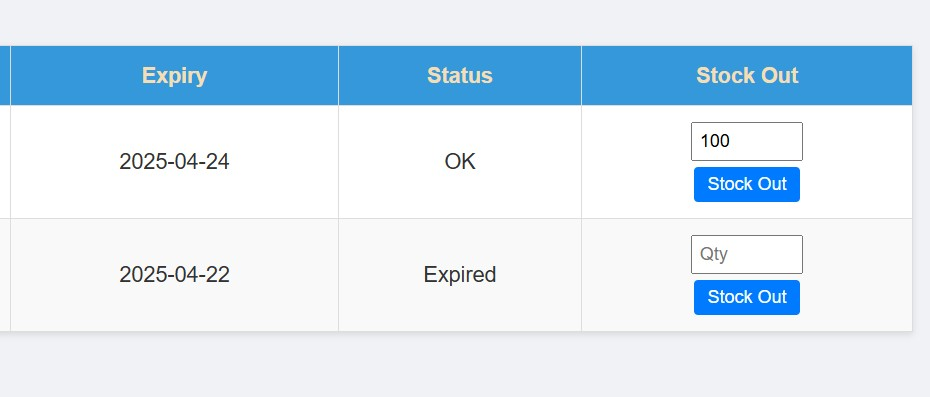 Expiry Status Stock Out
2025-04-24 OK 100
Stock Out
2025-04-22 Expired Qty
Stock Out